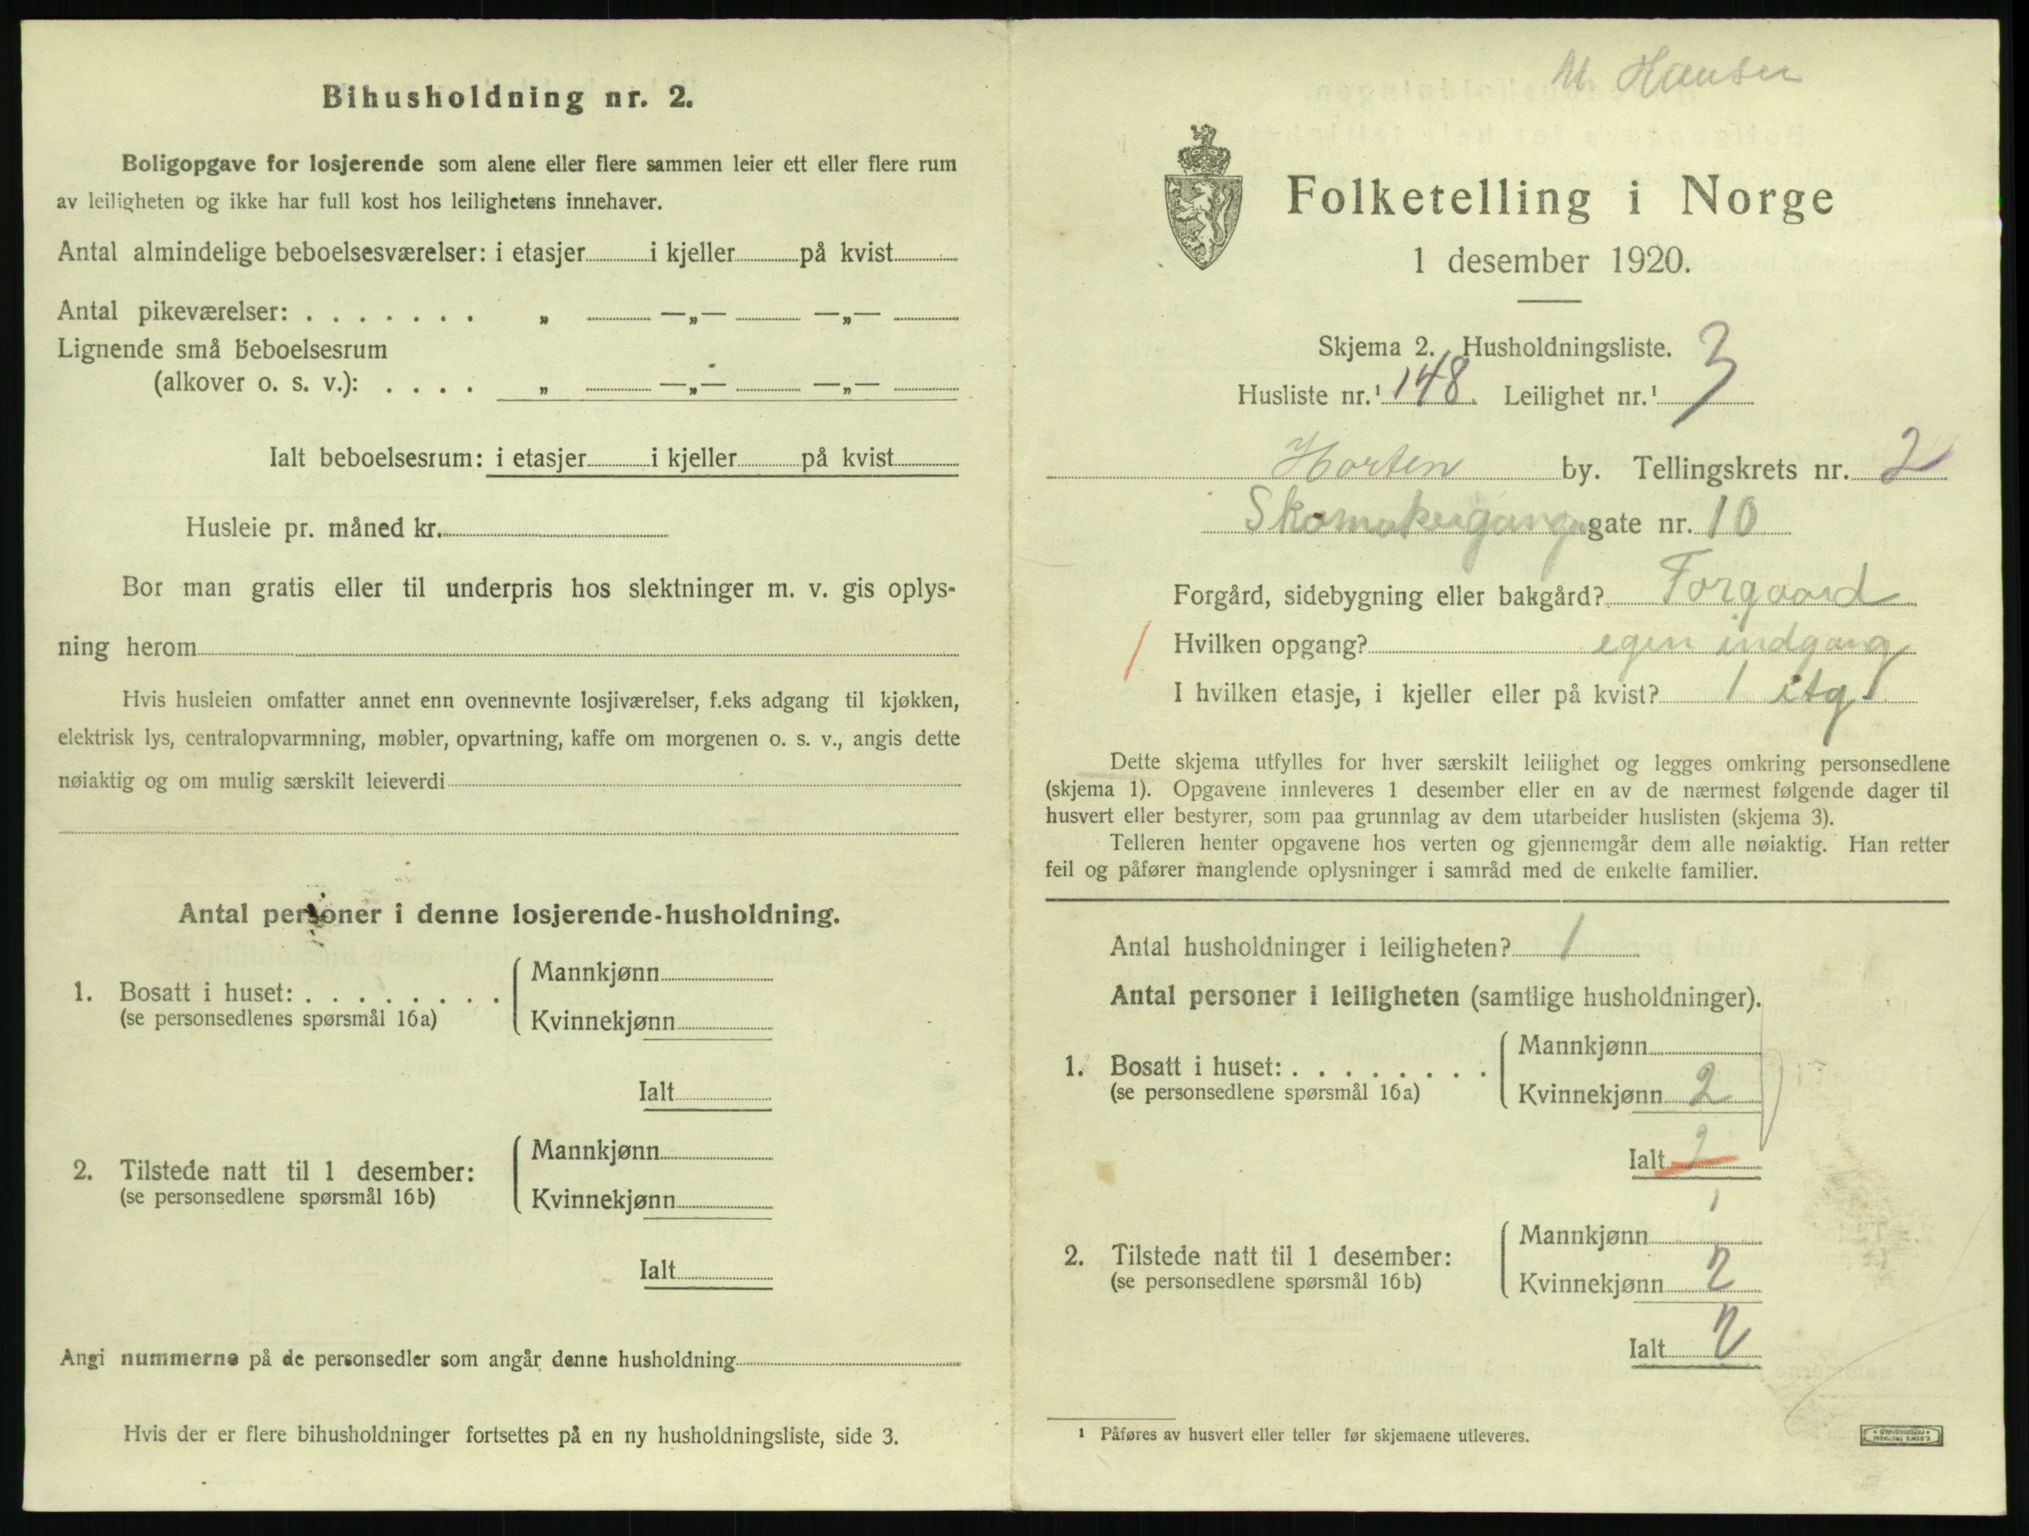 Bihusholdning nr. 2.
Boligopgave for losjerende som alene eller flere sammen leier ett eller flere rum
av leiligheten og ikke har full kost hos leilighetens innehaver.
Antal almindelige beboelsesværelser: i etasjer i kjeller på kvist
Antal pikeværelser: . . . . . . . „ —„— —„—
Lignende små beboelsesrum
(alkover o. s. v.): . . . . „ —„— —„—
Ialt beboelsesrum: i etasjer i kjeller på kvist
Husleie pr. måned kr.
Bor man gratis eller til underpris hos slektninger m. v. gis oplys-
ning herom
Hvis husleien omfatter annet enn ovennevnte losjiværelser, f.eks adgang til kjøkken,
elektrisk lys, centralopvarmning, møbler, opvartning, kaffe om morgenen o. s. v., angis dette
nøiaktig og om mulig særskilt leieverdi
Antal personer i denne losjerende-husholdning.
1. Bosatt i huset: . . . . . . . .
(se personsedlenes spørsmål 16a)
Mannkjønn
Kvinnekjønn
Ialt
2. Tilstede natt til 1 desember:
(se personsedlene spørsmål 16b)
Mannkjønn
Kvinnekjønn
Ialt
Angi nummerne på de personsedler som angår denne husholdning
Hvis der er flere bihusholdninger fortsettes på en ny husholdningsliste, side 3.
M. Hansen
Folketelling i Norge
1 desember 1920.
Skjema 2. Husholdningsliste.
Husliste nr.¹ 148. Leilighet nr.¹ 3
Horten by. Tellingskrets nr. 2
Skomakergangen gate nr. 10
Forgård, sidebygning eller bakgård? Forgaard
Hvilken opgang? egen indgang
I hvilken etasje, i kjeller eller på kvist? 1 etg.
Dette skjema utfylles for hver særskilt leilighet og legges omkring personsedlene
(skjema 1). Opgavene innleveres 1 desember eller en av de nærmest følgende dager til
husvert eller bestyrer, som paa grunnlag av dem utarbeider huslisten (skjema 3).
Telleren henter opgavene hos verten og gjennemgår dem alle nøiaktig. Han retter
feil og påfører manglende oplysninger i samråd med de enkelte familier.
Antal husholdninger i leiligheten? 1
Antal personer i leiligheten (samtlige husholdninger).
1. Bosatt i huset: . . . . . . . .
(se personsedlene spørsmål 16a)
Mannkjønn
Kvinnekjønn 2
Ialt 2
2. Tilstede natt til 1 desember:
(se personsedlene spørsmål 16b)
Mannkjønn
Kvinnekjønn 2
Ialt 2
¹ Påføres av husvert eller teller før skjemaene utleveres.